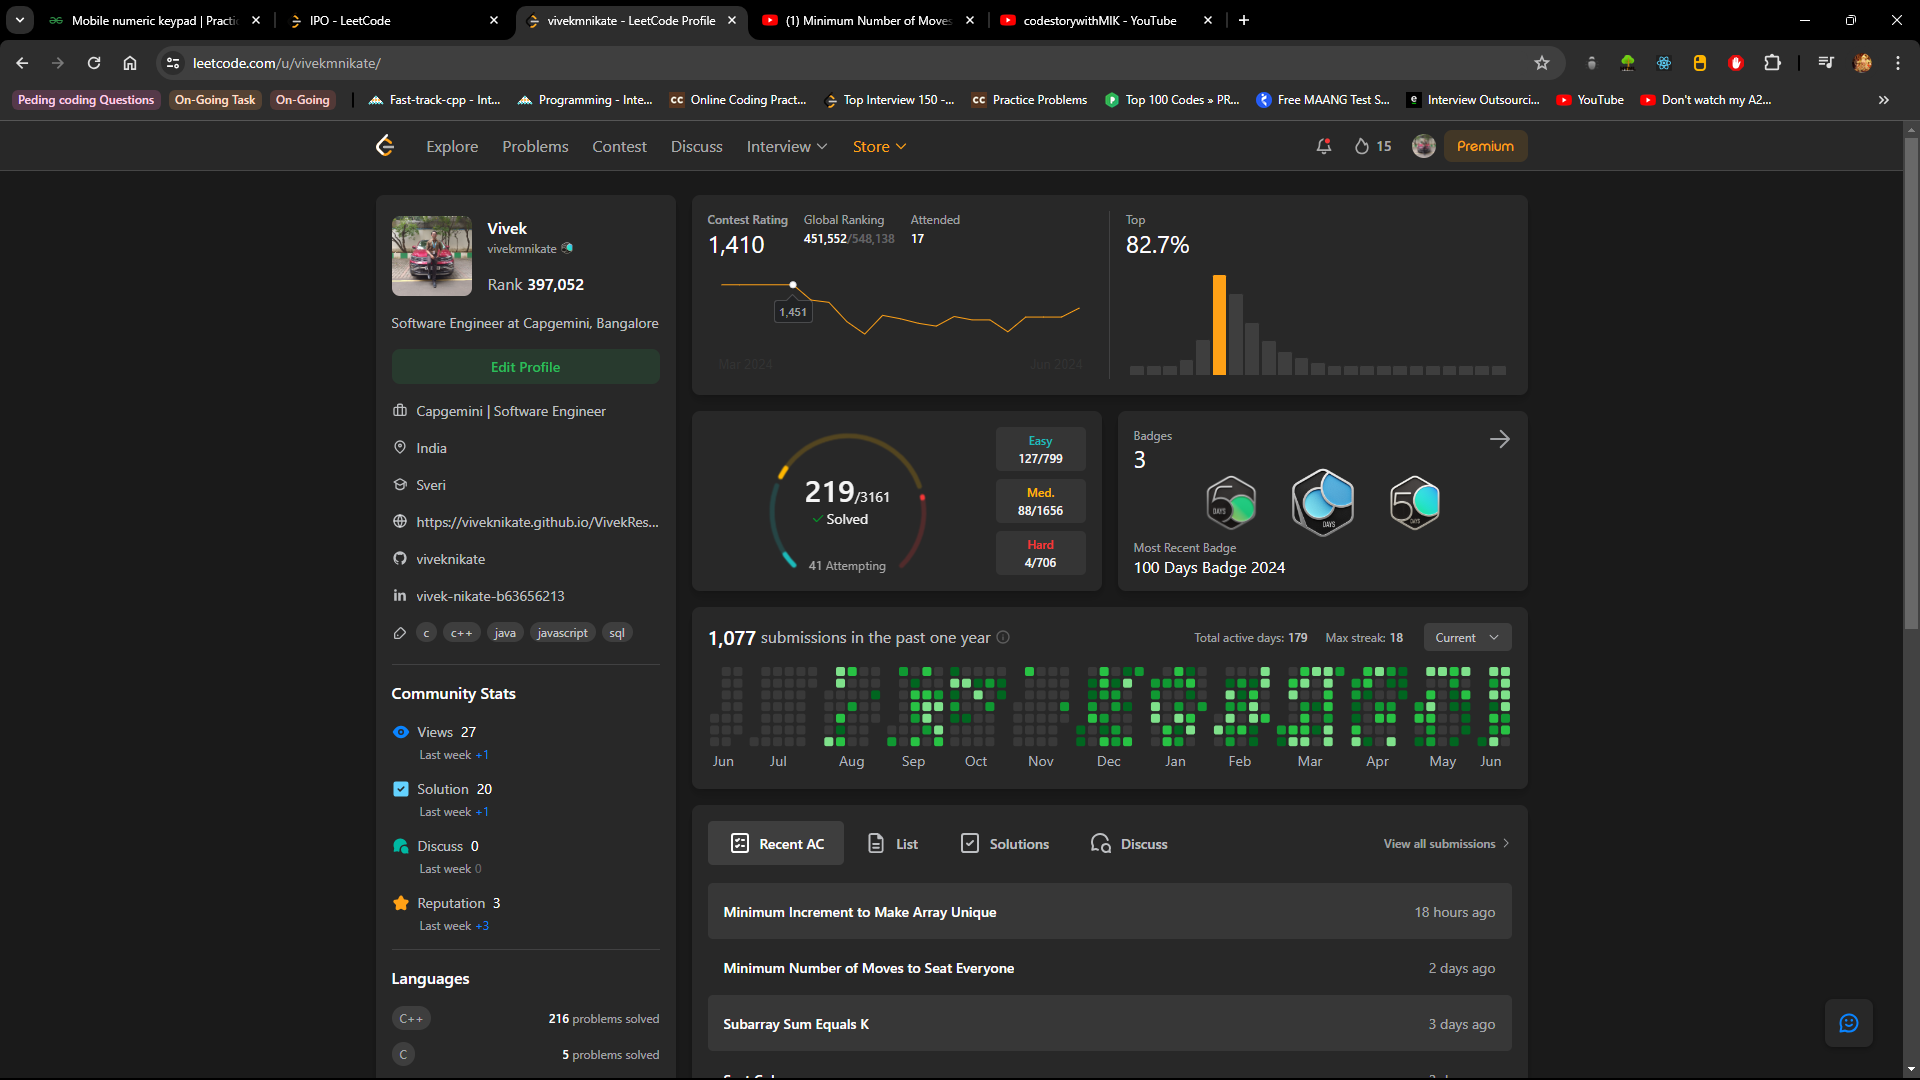 Mobile numeric keypad | Practi
IPO - LeetCode
vivekmnikate - LeetCode Profile
(1) Minimum Number of Moves
codestorywithMIK - YouTube
leetcode.com/u/vivekmnikate/
Peding coding Questions
On-Going Task
On-Going
Fast-track-cpp - Int...
Programming - Inte...
Online Coding Pract...
Top Interview 150 -...
Practice Problems
Top 100 Codes » PR...
Free MAANG Test S...
Interview Outsourci...
YouTube
Don't watch my A2...
Explore
Problems
Contest
Discuss
Interview
Store
15
Premium
Vivek
vivekmnikate
Rank 397,052
Software Engineer at Capgemini, Bangalore
Edit Profile
Capgemini | Software Engineer
India
Sveri
https://viveknikate.github.io/VivekRes...
viveknikate
vivek-nikate-b63656213
c
c++
java
javascript
sql
Community Stats
Views 27
Last week +1
Solution 20
Last week +1
Discuss 0
Last week 0
Reputation 3
Last week +3
Languages
C++
216 problems solved
C
5 problems solved
Contest Rating
1,410
Global Ranking
451,552/548,138
Attended
17
1,451
Mar 2024
Jun 2024
Top
82.7%
219/3161
Solved
41 Attempting
Easy
127/799
Med.
88/1656
Hard
4/706
Badges
3
50
DAYS
DAYS
50
DAYS
Most Recent Badge
100 Days Badge 2024
1,077 submissions in the past one year
Total active days: 179
Max streak: 18
Current
Jun
Jul
Aug
Sep
Oct
Nov
Dec
Jan
Feb
Mar
Apr
May
Jun
Recent AC
List
Solutions
Discuss
View all submissions
Minimum Increment to Make Array Unique
18 hours ago
Minimum Number of Moves to Seat Everyone
2 days ago
Subarray Sum Equals K
3 days ago